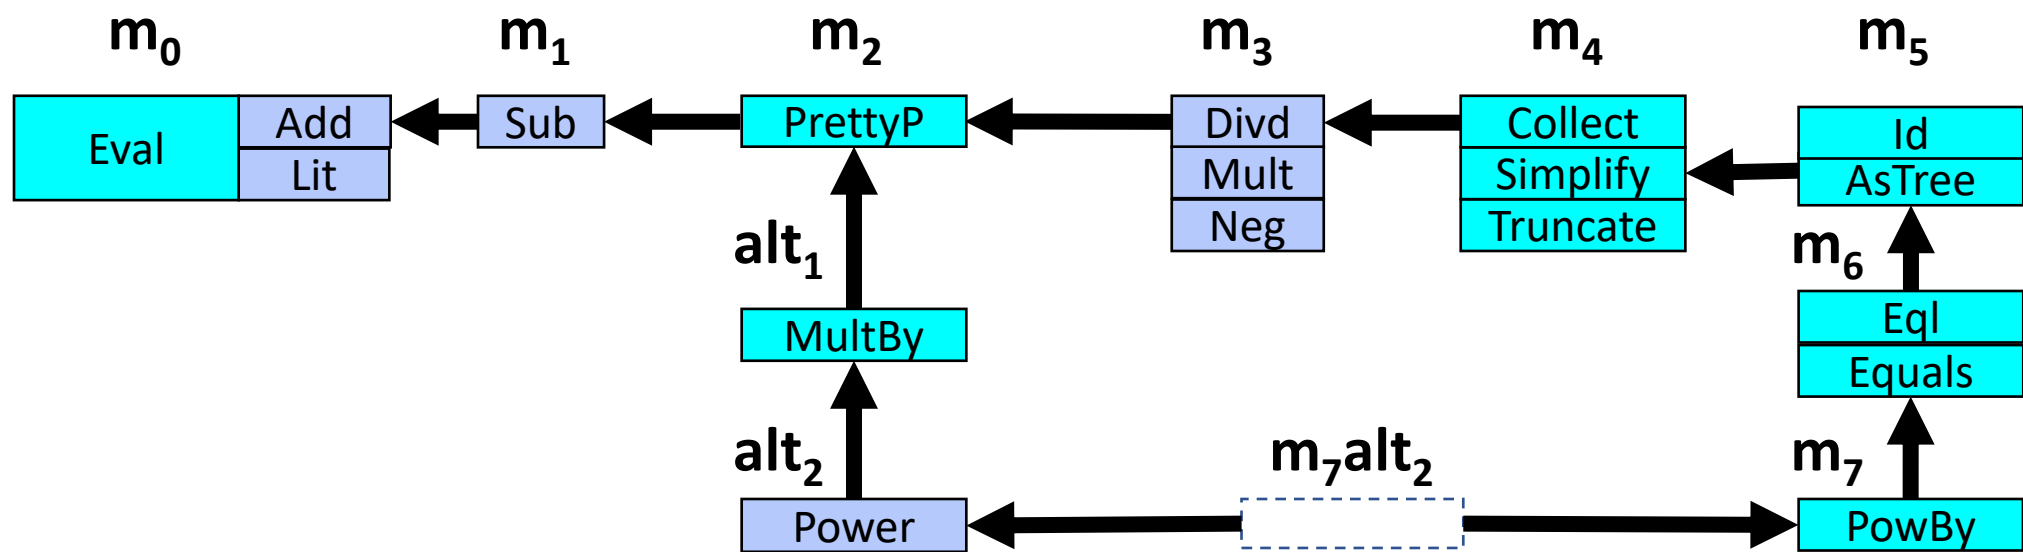 m₀ m₁ m₂ m₃ m₄ m₅
Eval Add Sub PrettyP Divd Collect Id
Lit Mult Simplify AsTree
Neg Truncate
alt₁ m₆
MultBy Eql
Equals
alt₂ m₇alt₂ m₇
Power PowBy